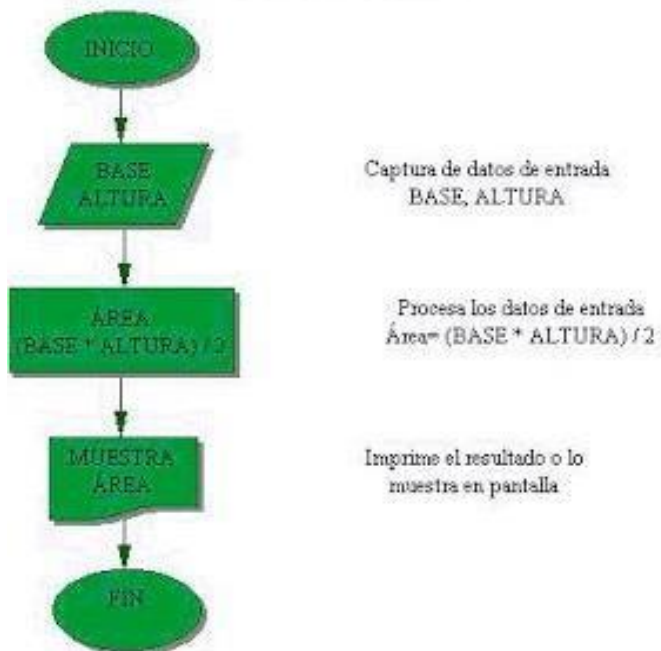 INICIO
BASE
ALTURA
Captura de datos de entrada
BASE, ALTURA
ÁREA
(BASE * ALTURA) / 2
Procesa los datos de entrada
Área= (BASE * ALTURA) / 2
MUESTRA
ÁREA
Imprime el resultado o lo
muestra en pantalla
FIN